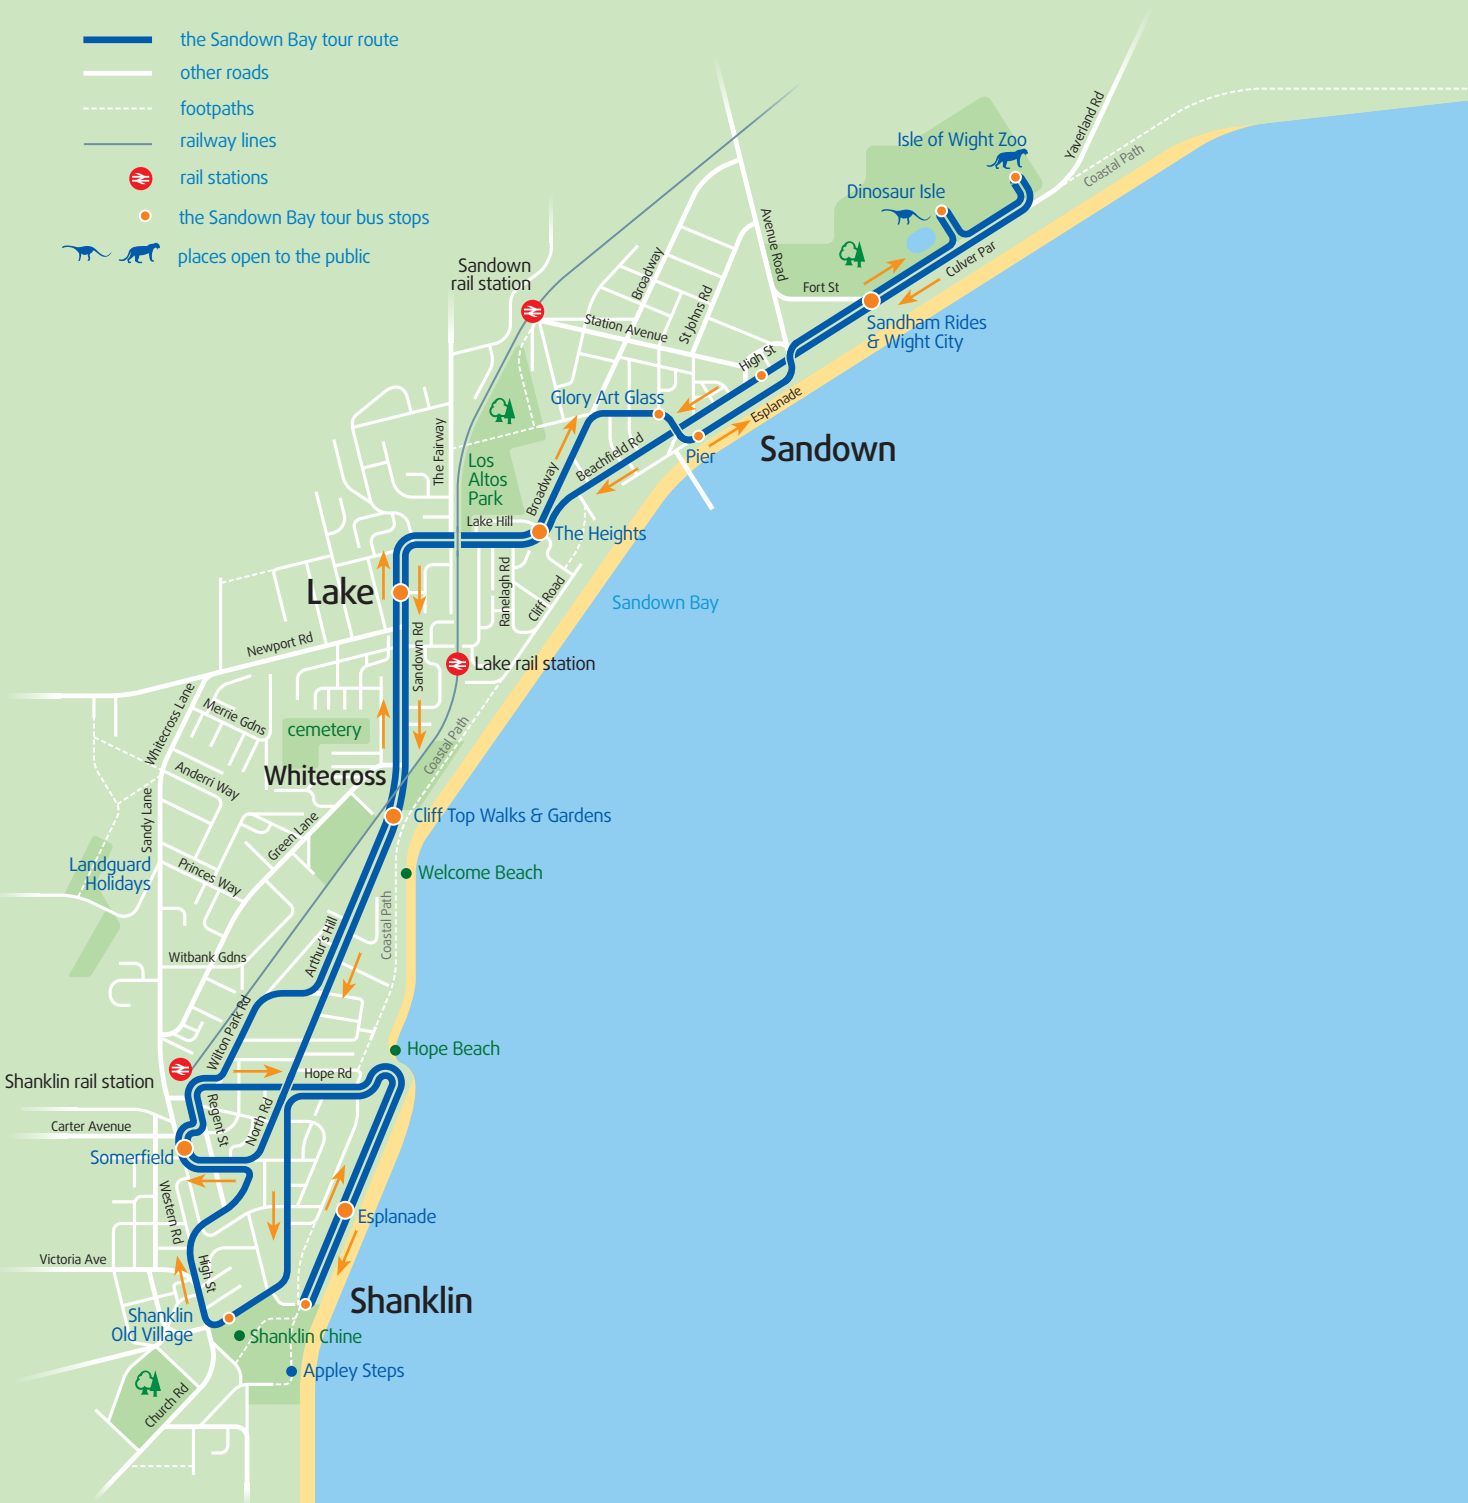 the Sandown Bay tour route
other roads
footpaths
railway lines
rail stations
the Sandown Bay tour bus stops
places open to the public
Isle of Wight Zoo
Dinosaur Isle
Yaverland Rd
Coastal Path
Culver Par
Avenue Road
Fort St
Sandham Rides
& Wight City
Sandown
rail station
Broadway
St Johns Rd
Station Avenue
High St
Esplanade
Glory Art Glass
Pier
Sandown
Beachfield Rd
Broadway
The Fairway
Los
Altos
Park
Lake Hill
The Heights
Ranelagh Rd
Cliff Road
Sandown Bay
Lake
Newport Rd
Sandown Rd
Lake rail station
Whitecross Lane
Merrie Gdns
cemetery
Coastal Path
Whitecross
Anderri Way
Sandy Lane
Green Lane
Cliff Top Walks & Gardens
Landguard
Holidays
Princes Way
Welcome Beach
Coastal Path
Arthur's Hill
Witbank Gdns
Wilton Park Rd
Hope Beach
Shanklin rail station
Hope Rd
Regent St
North Rd
Carter Avenue
Somerfield
Western Rd
Esplanade
Victoria Ave
High St
Shanklin
Shanklin
Old Village
Shanklin Chine
Appley Steps
Church Rd